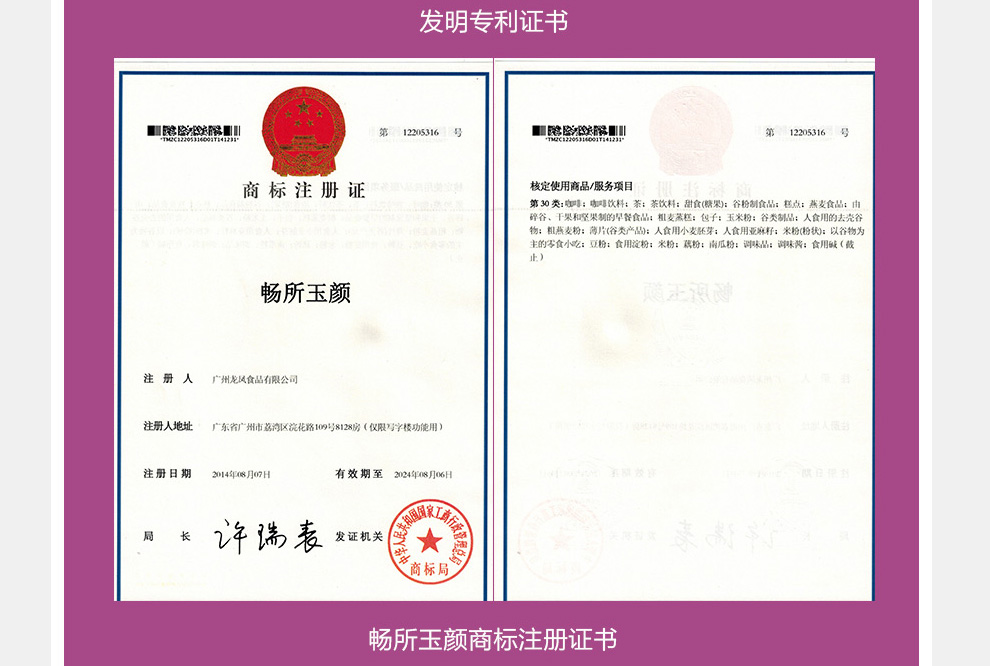 发明专利证书
*TMZC12205316D01T141231*
第 12205316 号
商标注册证
畅所玉颜
注册人 广州龙凤食品有限公司
注册人地址 广东省广州市荔湾区浣花路109号8128房（仅限写字楼功能用）
注册日期 2014年08月07日 有效期至 2024年08月06日
局长 许瑞表 发证机关
中华人民共和国国家工商行政管理总局
商标局
*TMZC12205316D01T141231*
第 12205316 号
核定使用商品/服务项目
第 30 类：咖啡；咖啡饮料；茶；茶饮料；甜食(糖果)；谷粉制食品；糕点；燕麦食品；由
碎谷、干果和坚果制的早餐食品；粗麦蒸糕；包子；玉米粉；谷类制品；人食用的去壳谷
物；粗燕麦粉；薄片(谷类产品)；人食用小麦胚芽；人食用亚麻籽；米粉(粉状)；以谷物为
主的零食小吃；豆粉；食用淀粉；米粉；藕粉；南瓜粉；调味品；调味酱；食用碱（截
止）
畅所玉颜商标注册证书